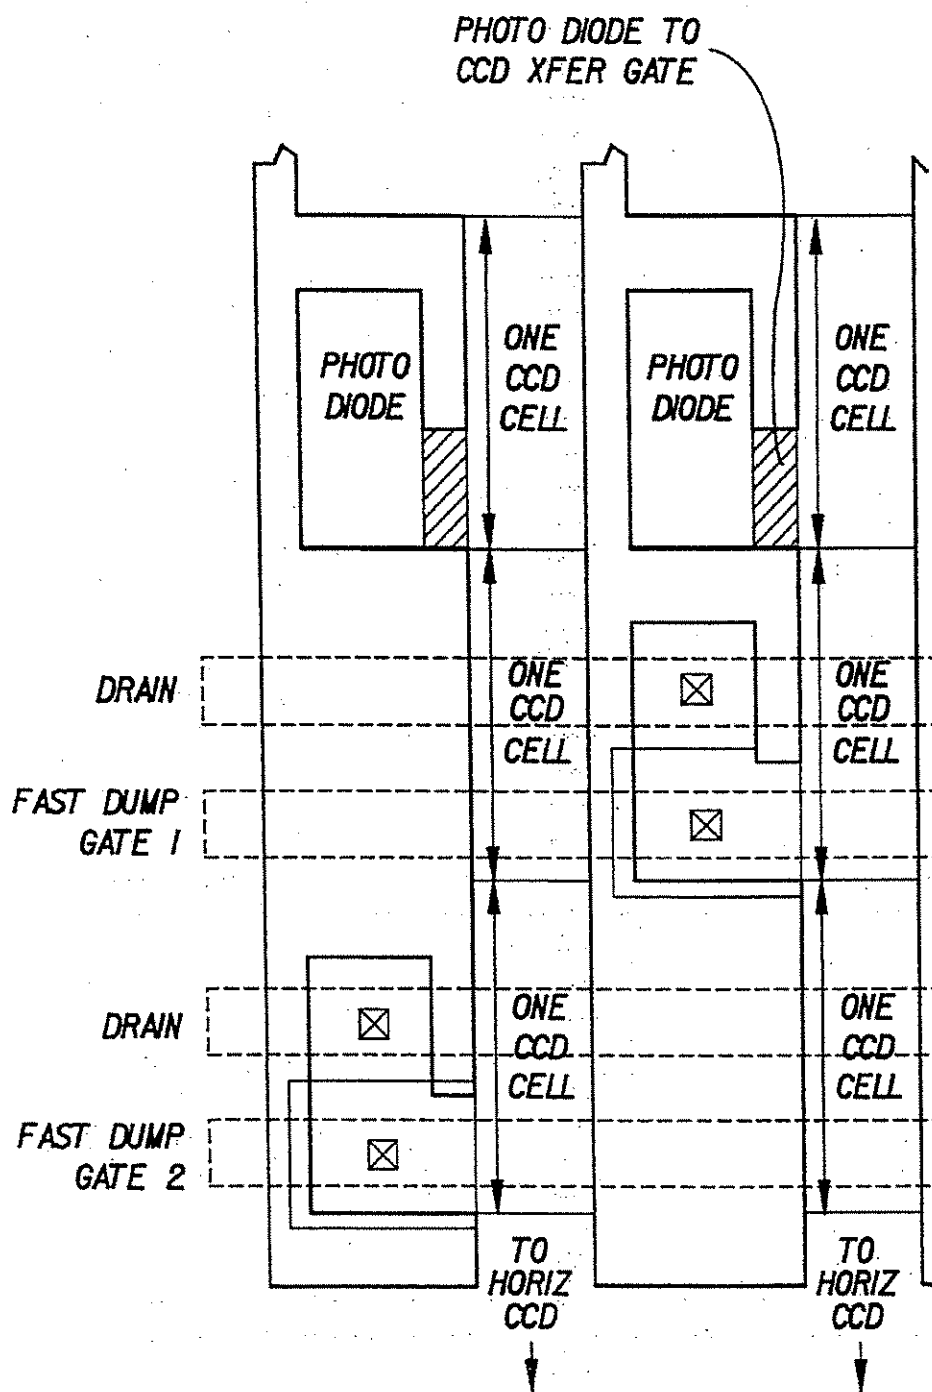 PHOTO DIODE TO
CCD XFER GATE
PHOTO
DIODE
ONE
CCD
CELL
PHOTO
DIODE
ONE
CCD
CELL
DRAIN
ONE
CCD
CELL
ONE
CCD
CELL
FAST DUMP
GATE 1
DRAIN
ONE
CCD
CELL
ONE
CCD
CELL
FAST DUMP
GATE 2
TO
HORIZ
CCD
TO
HORIZ
CCD